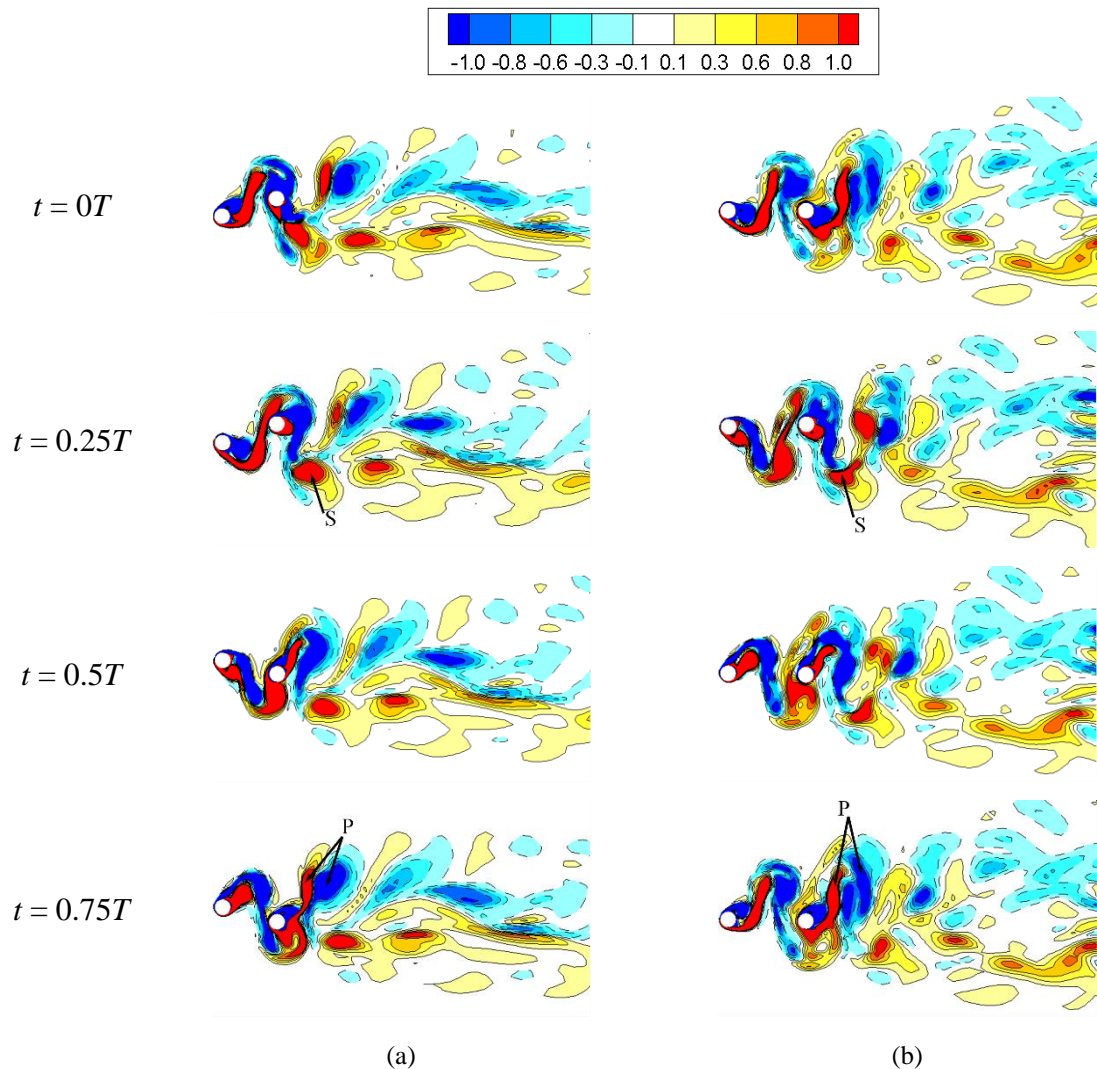 -1.0 -0.8 -0.6 -0.3 -0.1 0.1 0.3 0.6 0.8 1.0
t = 0T
t = 0.25T
S S
t = 0.5T
P P
t = 0.75T
(a) (b)